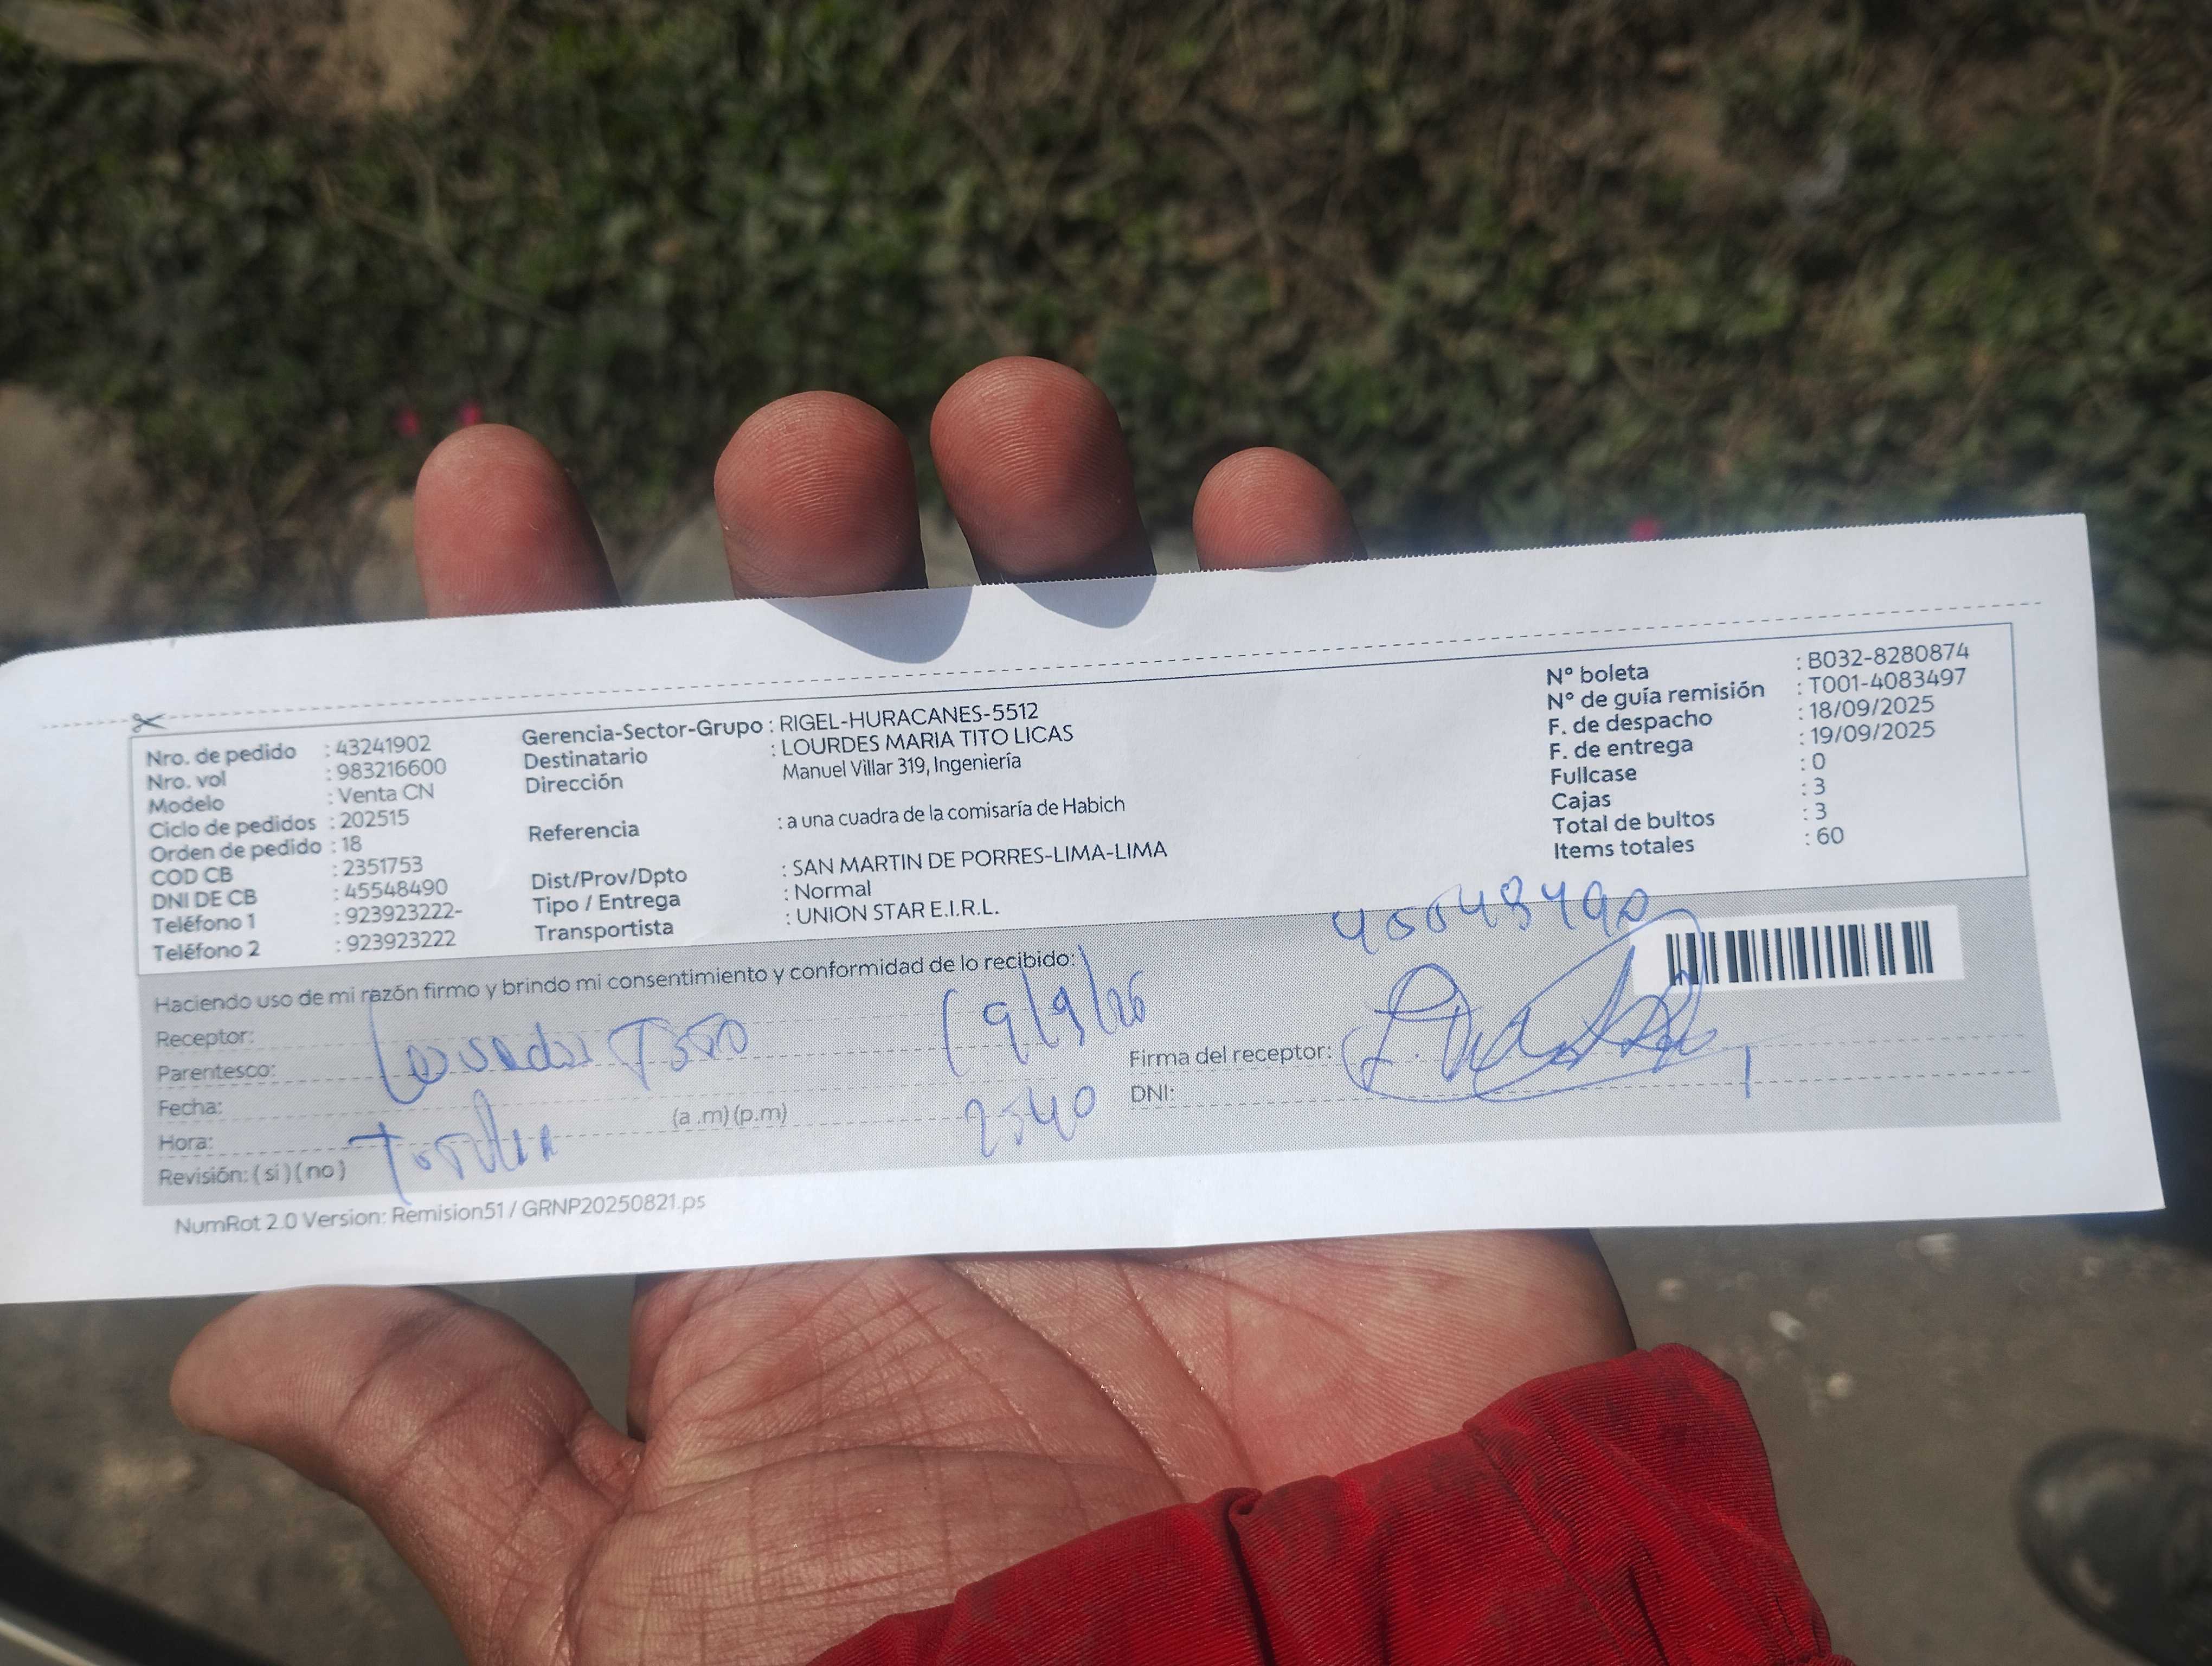 Nro. de pedido : 43241902
Nro. vol : 983216600
Modelo : Venta CN
Ciclo de pedidos : 202515
Orden de pedido : 18
COD CB : 2351753
DNI DE CB : 45548490
Teléfono 1 : 923923222-
Teléfono 2 : 923923222
Gerencia-Sector-Grupo : RIGEL-HURACANES-5512
Destinatario : LOURDES MARIA TITO LICAS
Dirección Manuel Villar 319, Ingeniería
Referencia : a una cuadra de la comisaría de Habich
Dist/Prov/Dpto : SAN MARTIN DE PORRES-LIMA-LIMA
Tipo / Entrega : Normal
Transportista : UNION STAR E.I.R.L.
N° boleta : B032-8280874
N° de guía remisión : T001-4083497
F. de despacho : 18/09/2025
F. de entrega : 19/09/2025
Fullcase : 0
Cajas : 3
Total de bultos : 3
Items totales : 60
Haciendo uso de mi razón firmo y brindo mi consentimiento y conformidad de lo recibido:
Receptor:
Parentesco:
Fecha:
Hora: (a .m) (p.m)
Revisión: ( si ) ( no )
Firma del receptor:
DNI:
NumRot 2.0 Version: Remision51 / GRNP20250821.ps